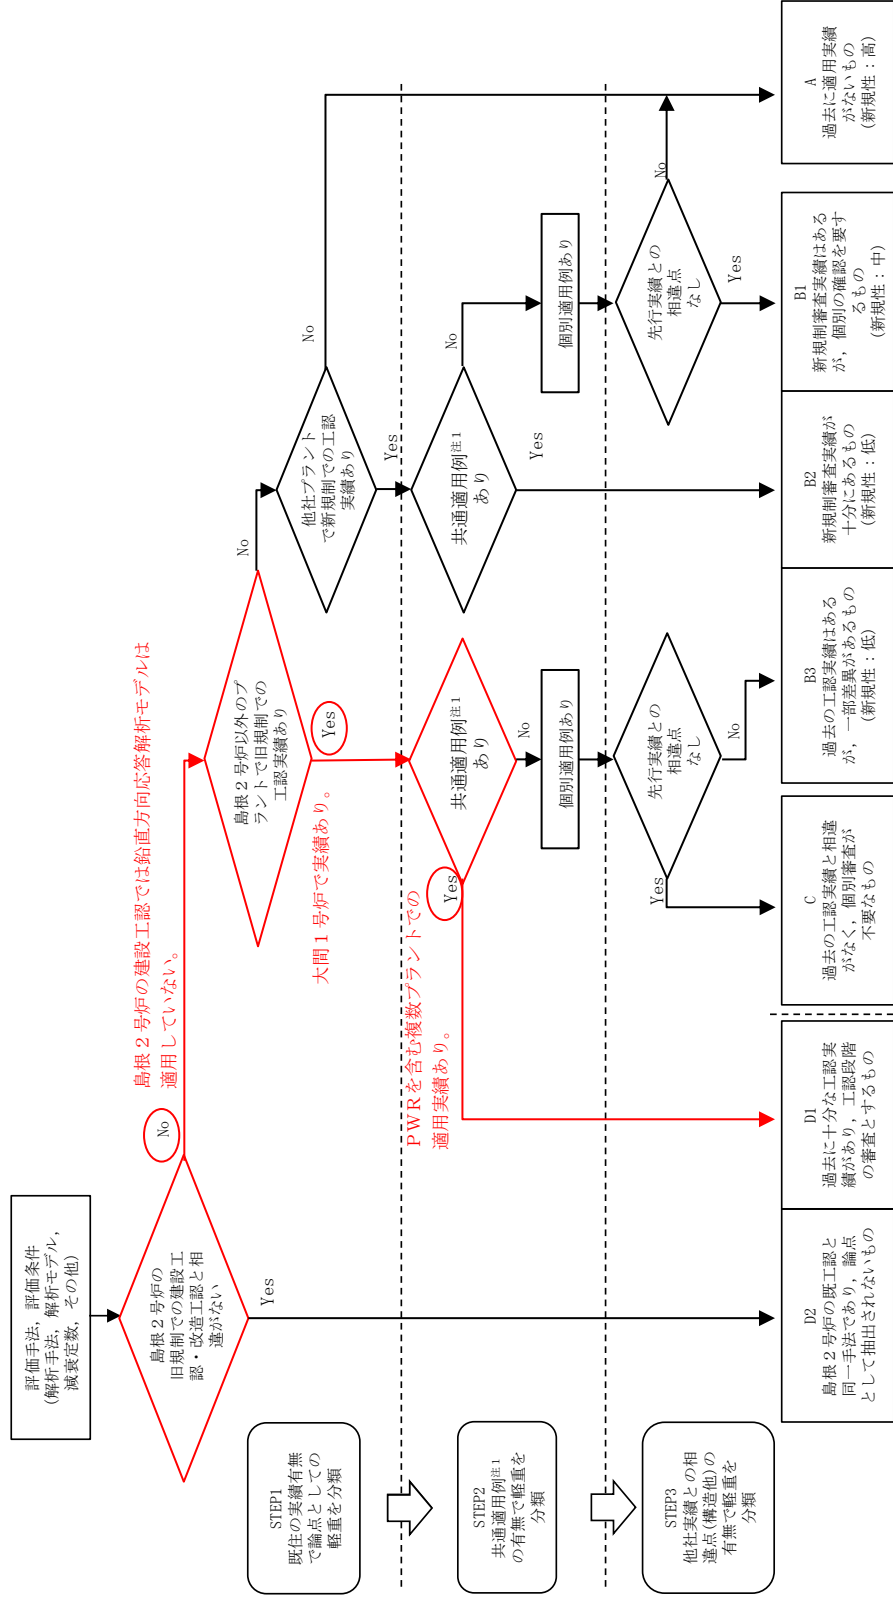 評価手法，評価条件
(解析手法，解析モデル，
減衰定数，その他)
島根２号炉の
旧規制での建設工
認・改造工認と相
違がない
No
Yes
島根２号炉の建設工認では鉛直方向応答解析モデルは
適用していない。
島根２号炉以外のプ
ラントで旧規制での
工認実績あり
No
Yes
大間１号炉で実績あり。
他社プラント
で新規制での工認
実績あり
No
Yes
STEP1
既往の実績有無
で論点としての
軽重を分類
共通適用例注１
あり
Yes
No
ＰＷＲを含む複数プラントでの
適用実績あり。
個別適用例あり
共通適用例注１
あり
No
Yes
個別適用例あり
STEP2
共通適用例注１
の有無で軽重を
分類
先行実績との
相違点
なし
Yes
No
先行実績との
相違点
なし
No
Yes
STEP3
他社実績との相
違点(構造他)の
有無で軽重を
分類
D2
島根２号炉の既工認と
同一手法であり，論点
として抽出されないもの
D1
過去に十分な工認実
績があり，工認段階
の審査とするもの
C
過去の工認実績と相違
がなく，個別審査が
不要なもの
B3
過去の工認実績はある
が，一部差異があるもの
(新規性：低)
B2
新規制審査実績が
十分にあるもの
(新規性：低)
B1
新規制審査実績はある
が，個別の確認を要す
るもの
(新規性：中)
A
過去に適用実績
がないもの
(新規性：高)